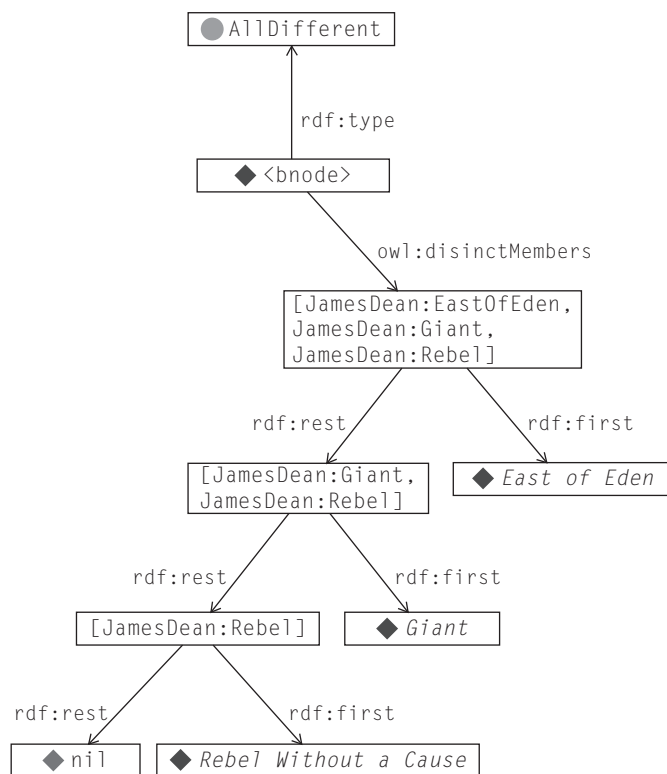 AllDifferent
rdf:type
<bnode>
owl:disinctMembers
[JamesDean:EastOfEden,
JamesDean:Giant,
JamesDean:Rebel]
rdf:rest
rdf:first
[JamesDean:Giant,
JamesDean:Rebel]
East of Eden
rdf:rest
rdf:first
[JamesDean:Rebel]
Giant
rdf:rest
rdf:first
nil
Rebel Without a Cause